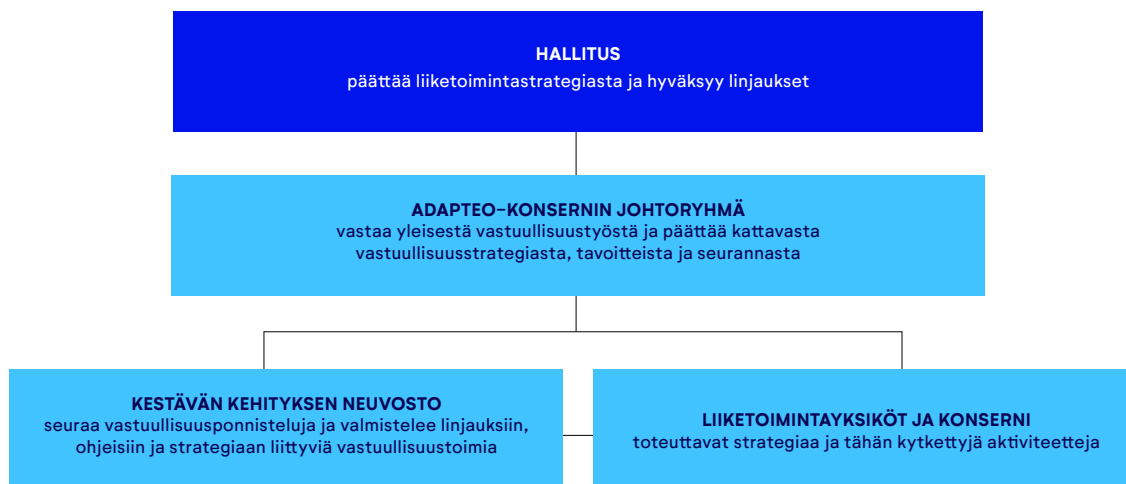 HALLITUS
päättää liiketoimintastrategiasta ja hyväksyy linjaukset
ADAPTEO–KONSERNIN JOHTORYHMÄ
vastaa yleisestä vastuullisuustyöstä ja päättää kattavasta
vastuullisuusstrategiasta, tavoitteista ja seurannasta
KESTÄVÄN KEHITYKSEN NEUVOSTO
seuraa vastuullisuusponnisteluja ja valmistelee linjauksiin,
ohjeisiin ja strategiaan liittyviä vastuullisuustoimia
LIIKETOIMINTAYKSIKÖT JA KONSERNI
toteuttavat strategiaa ja tähän kytkettyjä aktiviteetteja